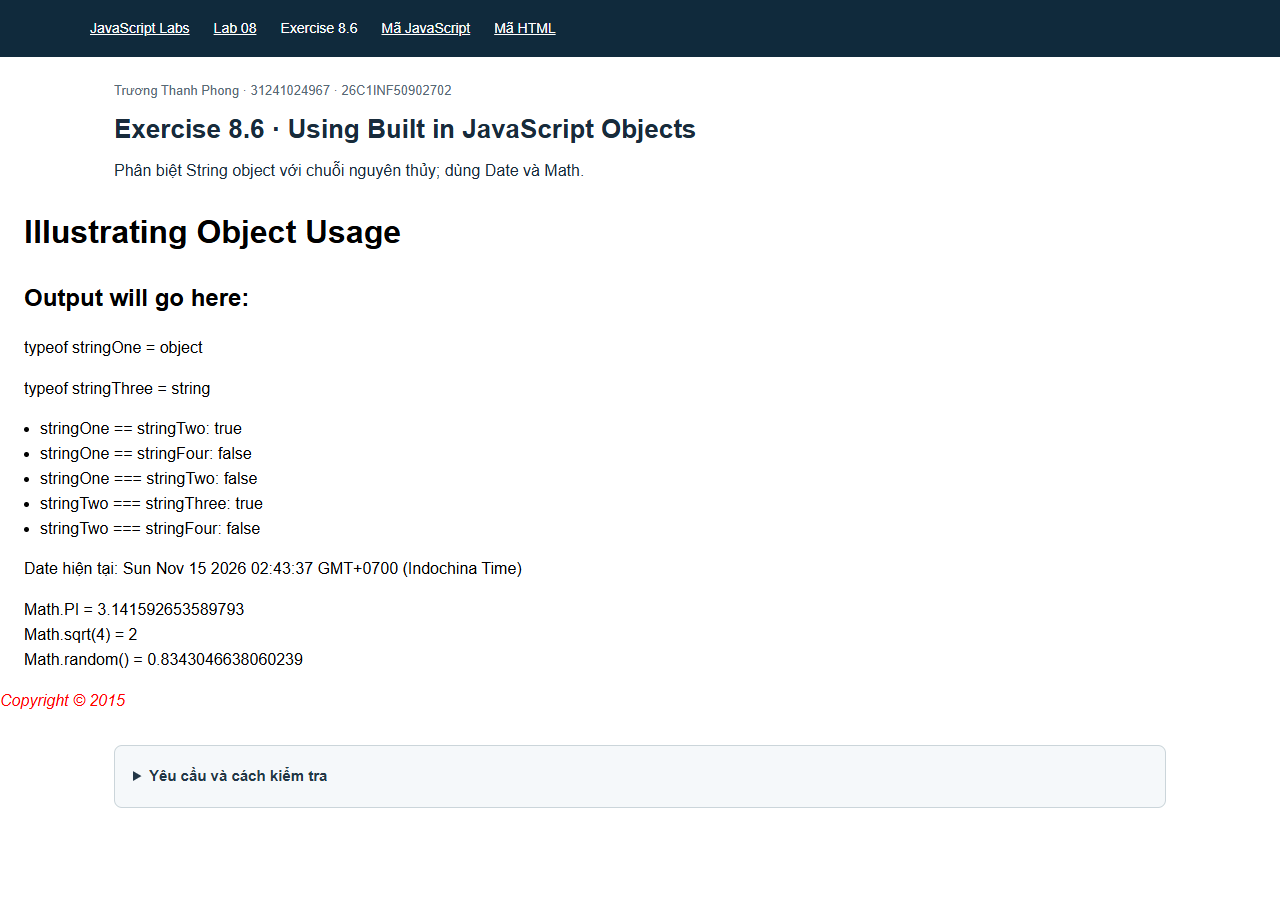 JavaScript Labs Lab 08 Exercise 8.6 Mã JavaScript Mã HTML
Trương Thanh Phong · 31241024967 · 26C1INF50902702
Exercise 8.6 · Using Built in JavaScript Objects
Phân biệt String object với chuỗi nguyên thủy; dùng Date và Math.
Illustrating Object Usage
Output will go here:
typeof stringOne = object
typeof stringThree = string
• stringOne == stringTwo: true
• stringOne == stringFour: false
• stringOne === stringTwo: false
• stringTwo === stringThree: true
• stringTwo === stringFour: false
Date hiện tại: Sun Nov 15 2026 02:43:37 GMT+0700 (Indochina Time)
Math.PI = 3.141592653589793
Math.sqrt(4) = 2
Math.random() = 0.8343046638060239
Copyright © 2015
Yêu cầu và cách kiểm tra